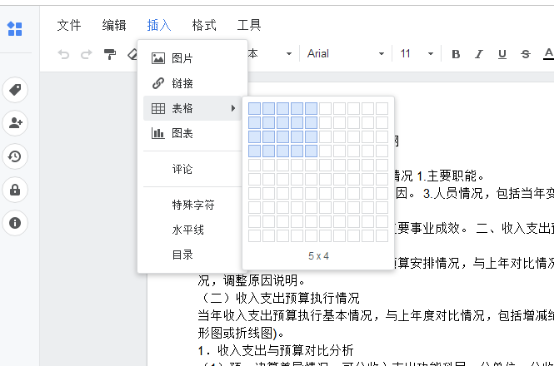 文件 编辑 插入 格式 工具
本 Arial 11 B I U S A
图片
链接
表格
图表
评论
特殊字符
水平线
目录
5 x 4
情况 1.主要职能。
因。 3.人员情况，包括当年变
要事业成效。 二、收入支出预
算安排情况，与上年对比情况
况，调整原因说明。
（二）收入支出预算执行情况
当年收入支出预算执行基本情况，与上年度对比情况，包括增减
形图或折线图)。
1．收入支出与预算对比分析